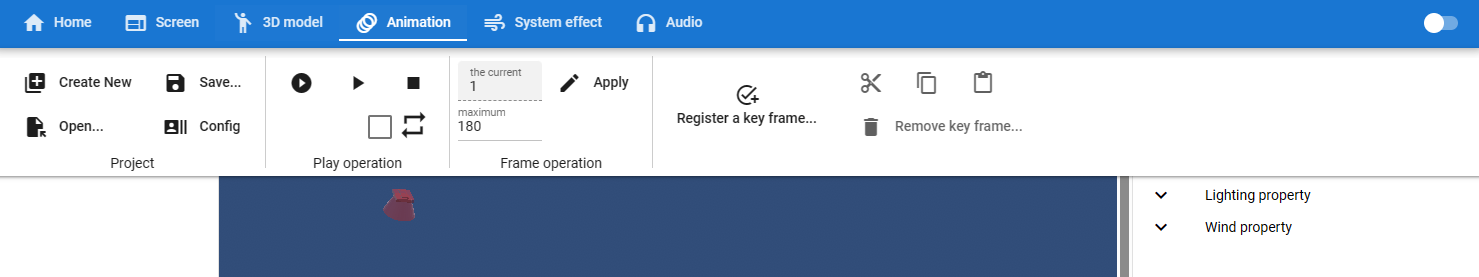 Home Screen 3D model Animation System effect Audio
Create New Save...
Open... Config
Project
Play operation
the current
1
maximum
180
Apply
Frame operation
Register a key frame...
Remove key frame...
Lighting property
Wind property